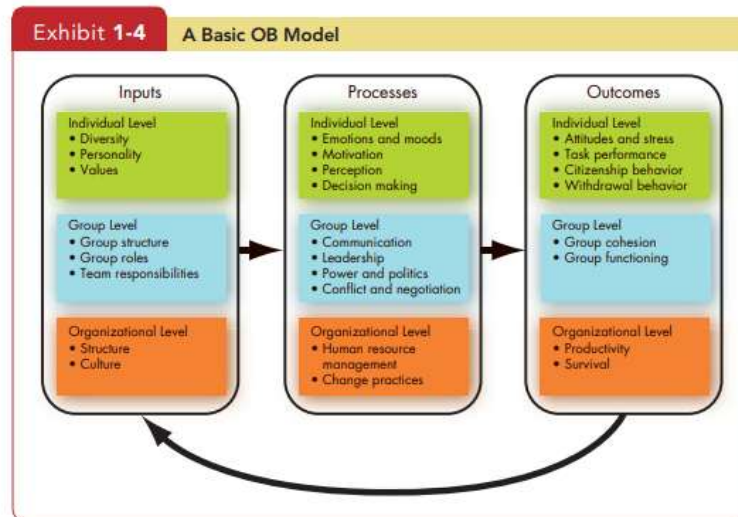 Exhibit 1-4 A Basic OB Model
Inputs
Individual Level
• Diversity
• Personality
• Values
Group Level
• Group structure
• Group roles
• Team responsibilities
Organizational Level
• Structure
• Culture
Processes
Individual Level
• Emotions and moods
• Motivation
• Perception
• Decision making
Group Level
• Communication
• Leadership
• Power and politics
• Conflict and negotiation
Organizational Level
• Human resource
management
• Change practices
Outcomes
Individual Level
• Attitudes and stress
• Task performance
• Citizenship behavior
• Withdrawal behavior
Group Level
• Group cohesion
• Group functioning
Organizational Level
• Productivity
• Survival